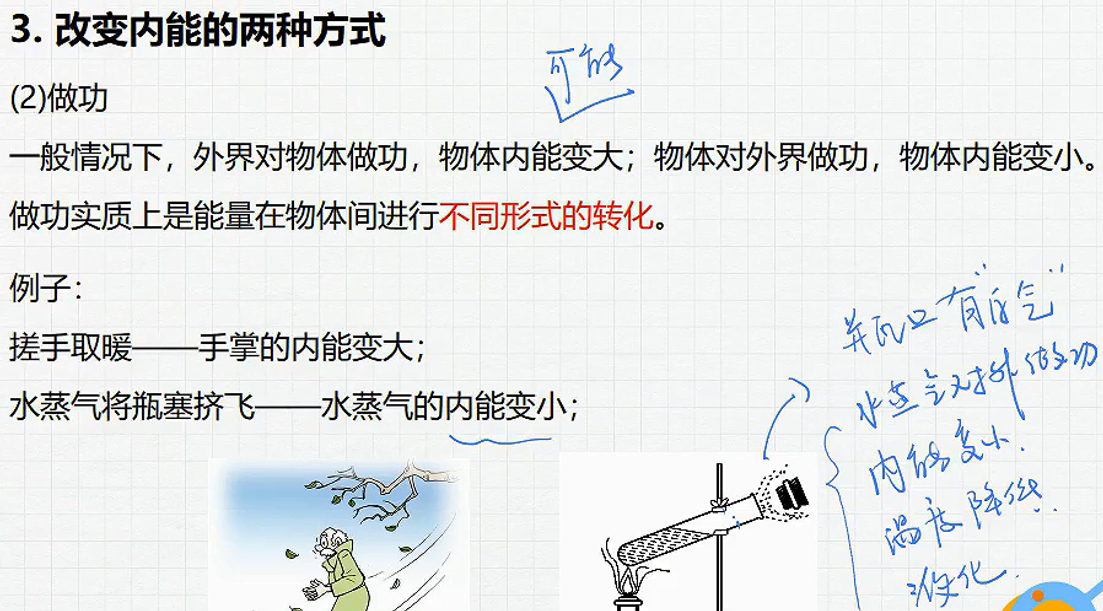 3. 改变内能的两种方式
可能
(2)做功
一般情况下，外界对物体做功，物体内能变大；物体对外界做功，物体内能变小。
做功实质上是能量在物体间进行不同形式的转化。
例子：
搓手取暖——手掌的内能变大；
水蒸气将瓶塞挤飞——水蒸气的内能变小；
瓶口有“白气”
水蒸气对外做功
内能变小.
温度降低.
液化.